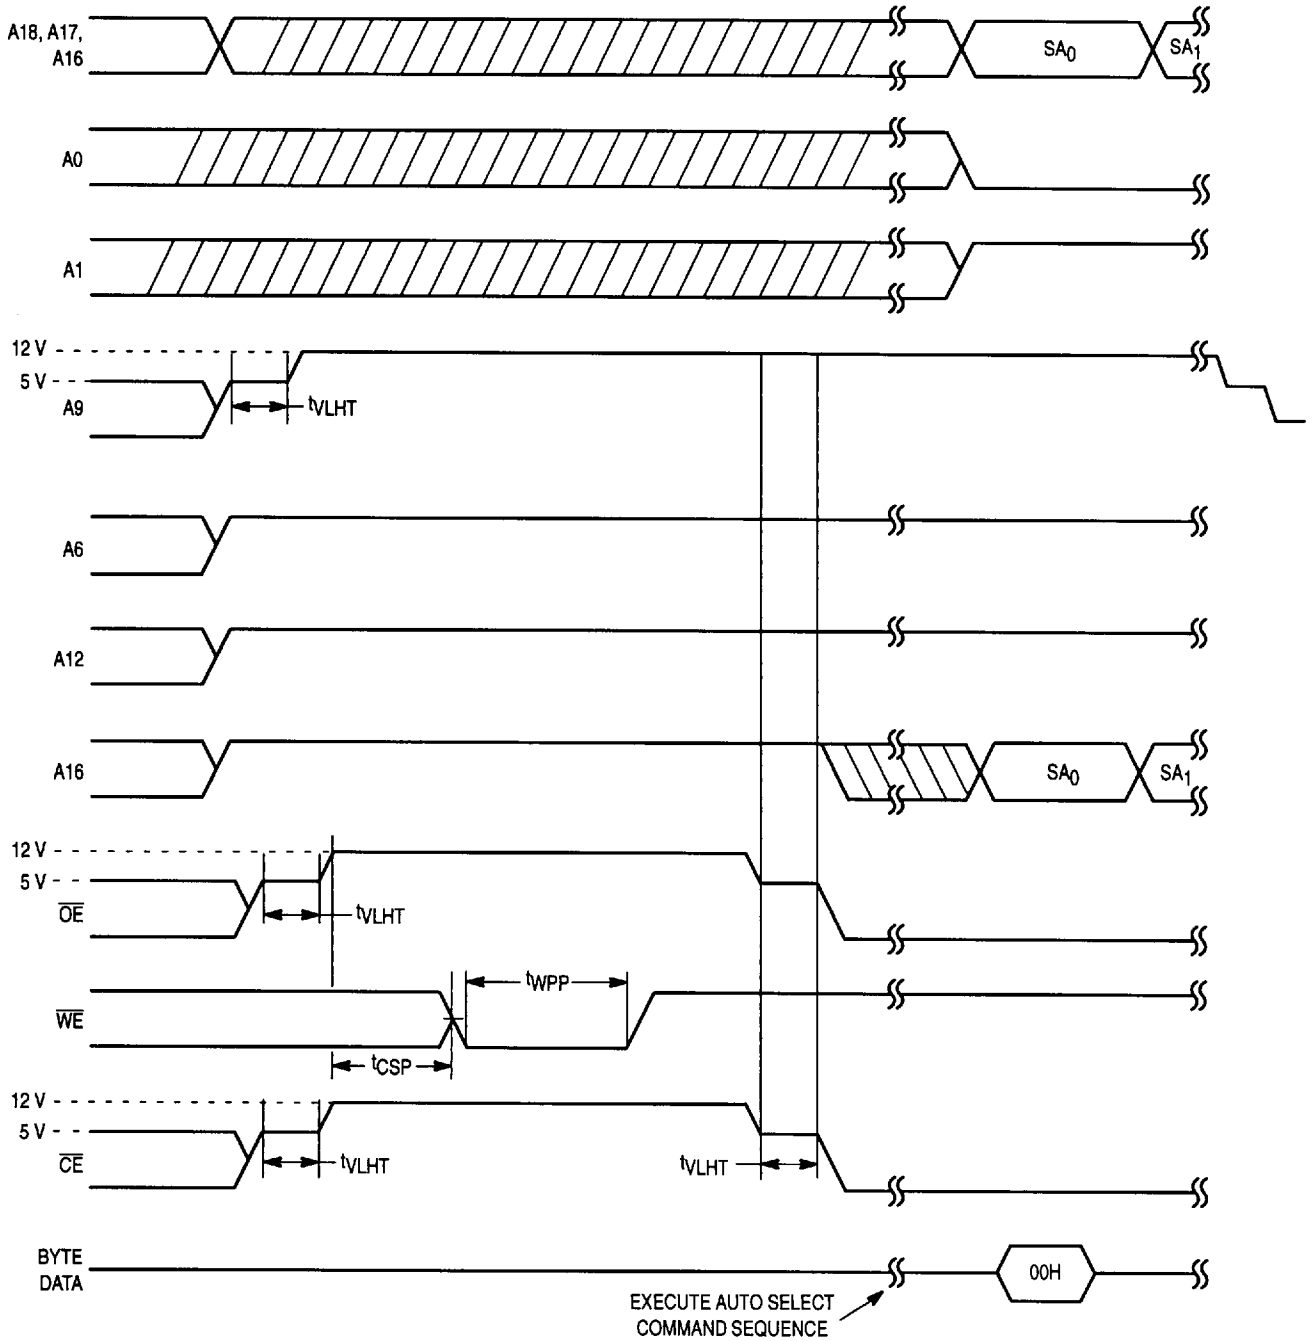 A18, A17,
A16
SA0
SA1
A0
A1
12 V
5 V
A9
tVLHT
A6
A12
A16
SA0
SA1
12 V
5 V
OE
tVLHT
tWPP
WE
tCSP
12 V
5 V
CE
tVLHT
tVLHT
BYTE
DATA
00H
EXECUTE AUTO SELECT
COMMAND SEQUENCE